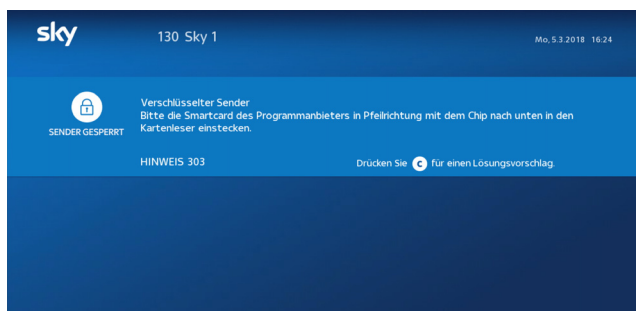 sky
130 Sky 1
Mo, 5.3.2018 16:24
Verschlüsselter Sender
Bitte die Smartcard des Programmanbieters in Pfeilrichtung mit dem Chip nach unten in den
Kartenleser einstecken.
SENDER GESPERRT
HINWEIS 303
Drücken Sie c für einen Lösungsvorschlag.